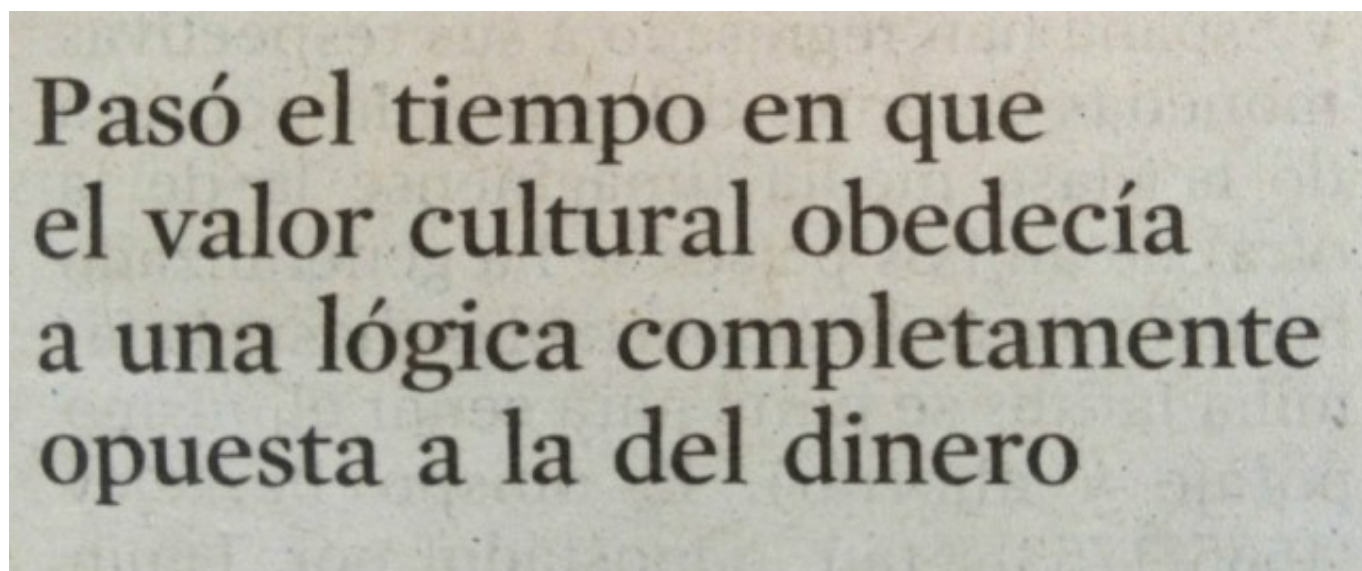 Pasó el tiempo en que
el valor cultural obedecía
a una lógica completamente
opuesta a la del dinero